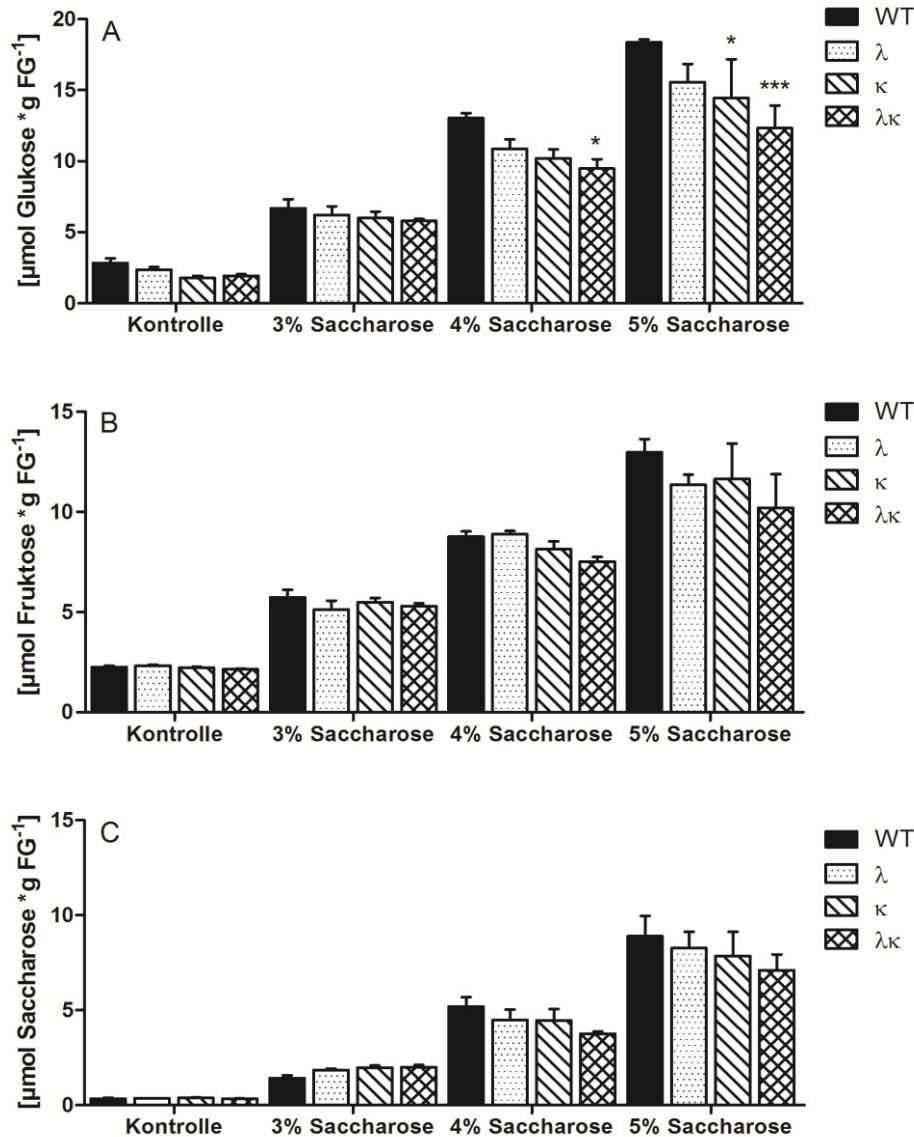 A
[µmol Glukose *g FG⁻¹]
20
15
10
5
0
*
*
***
Kontrolle 3% Saccharose 4% Saccharose 5% Saccharose
WT
λ
κ
λκ
B
[µmol Fruktose *g FG⁻¹]
15
10
5
0
Kontrolle 3% Saccharose 4% Saccharose 5% Saccharose
WT
λ
κ
λκ
C
[µmol Saccharose *g FG⁻¹]
15
10
5
0
Kontrolle 3% Saccharose 4% Saccharose 5% Saccharose
WT
λ
κ
λκ